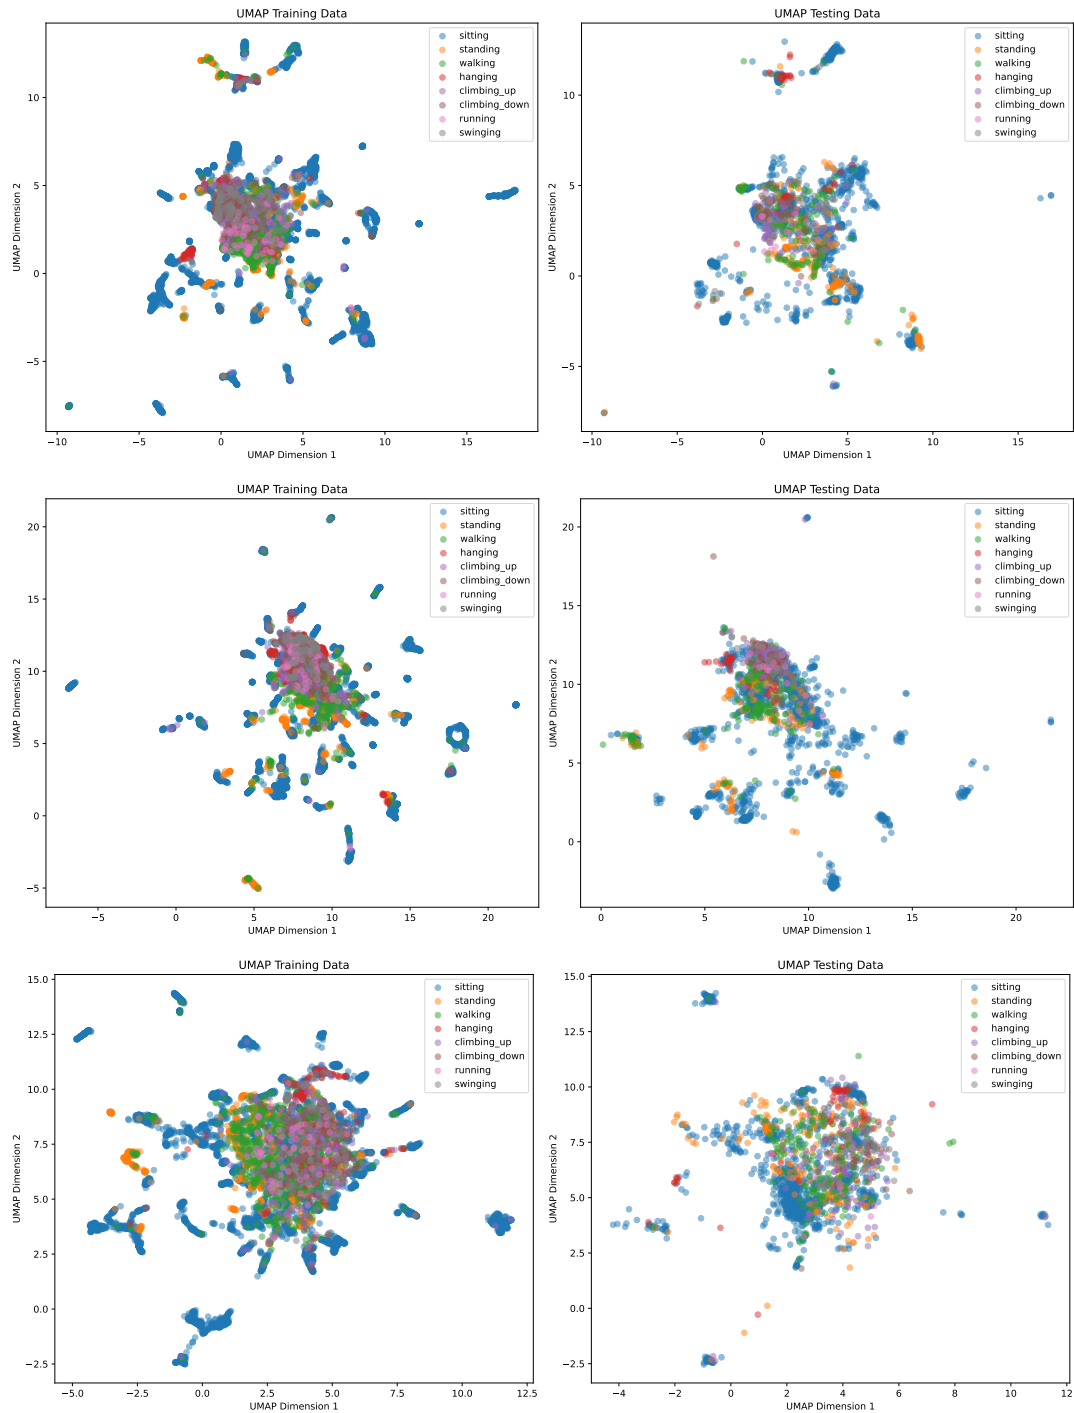 UMAP Training Data
sitting
standing
walking
hanging
climbing_up
climbing_down
running
swinging
10
5
0
−5
−10
−5
0
5
10
15
UMAP Dimension 1
UMAP Dimension 2
UMAP Testing Data
sitting
standing
walking
hanging
climbing_up
climbing_down
running
swinging
10
5
0
−5
−10
−5
0
5
10
15
UMAP Dimension 1
UMAP Dimension 2
UMAP Training Data
sitting
standing
walking
hanging
climbing_up
climbing_down
running
swinging
20
15
10
5
0
−5
−5
0
5
10
15
20
UMAP Dimension 1
UMAP Dimension 2
UMAP Testing Data
sitting
standing
walking
hanging
climbing_up
climbing_down
running
swinging
20
15
10
5
0
0
5
10
15
20
UMAP Dimension 1
UMAP Dimension 2
UMAP Training Data
sitting
standing
walking
hanging
climbing_up
climbing_down
running
swinging
15.0
12.5
10.0
7.5
5.0
2.5
0.0
−2.5
−5.0
−2.5
0.0
2.5
5.0
7.5
10.0
12.5
UMAP Dimension 1
UMAP Dimension 2
UMAP Testing Data
sitting
standing
walking
hanging
climbing_up
climbing_down
running
swinging
15.0
12.5
10.0
7.5
5.0
2.5
0.0
−2.5
−4
−2
0
2
4
6
8
10
12
UMAP Dimension 1
UMAP Dimension 2